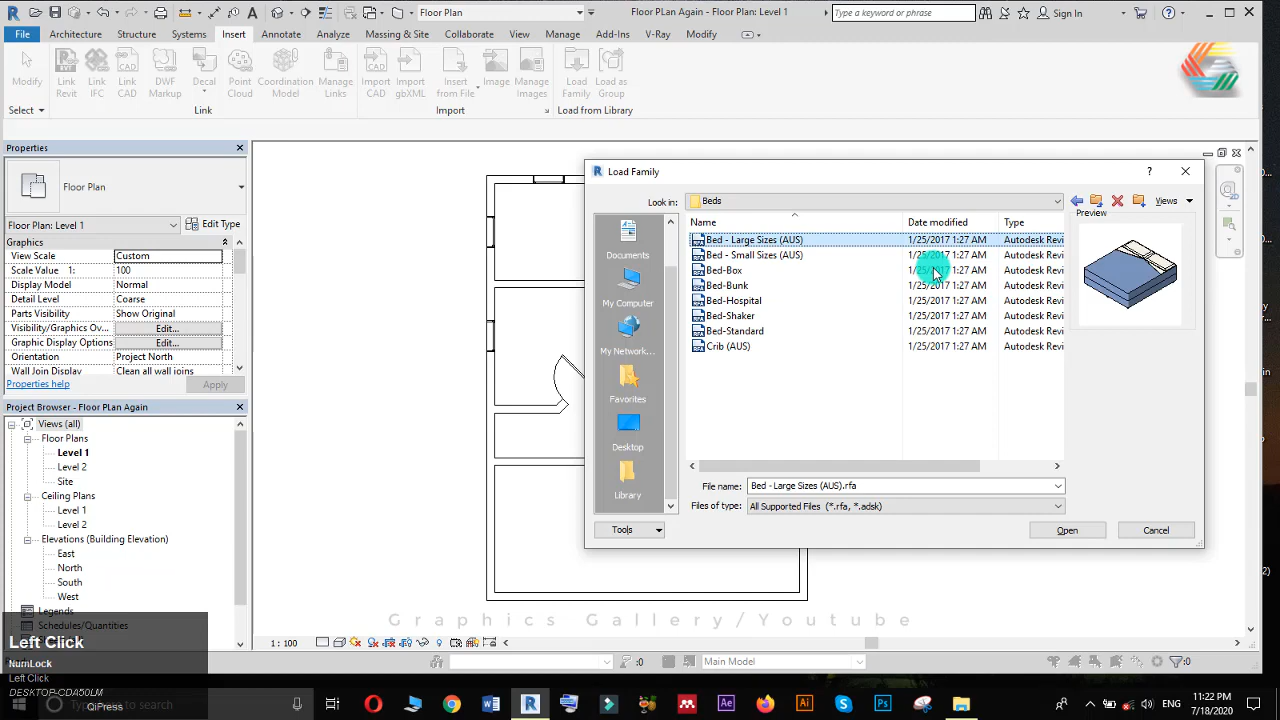 Floor Plan
Floor Plan Again - Floor Plan: Level 1
Type a keyword or phrase
Sign In
File Architecture Structure Systems Insert Annotate Analyze Massing & Site Collaborate View Manage Add-Ins V-Ray Modify
Modify
Link Revit
Link IFC
Link CAD
DWF Markup
Decal
Point Cloud
Coordination Model
Manage Links
Import CAD
Import gbXML
Insert from File
Image
Manage Images
Load Family
Load as Group
Select
Link
Import
Load from Library
Properties
Floor Plan
Floor Plan: Level 1
Edit Type
Graphics
View Scale Custom
Scale Value 1: 100
Display Model Normal
Detail Level Coarse
Parts Visibility Show Original
Visibility/Graphics Ov... Edit...
Graphic Display Options Edit...
Orientation Project North
Wall Join Display Clean all wall joins
Properties help
Apply
Project Browser - Floor PLan Again
Views (all)
Floor Plans
Level 1
Level 2
Site
Ceiling Plans
Level 1
Level 2
Elevations (Building Elevation)
East
North
South
West
Legends
Schedules/Quantities
Load Family
?
Look in: Beds
Views
Preview
Name Date modified Type
Bed - Large Sizes (AUS) 1/25/2017 1:27 AM Autodesk Revi
Bed - Small Sizes (AUS) 1/25/2017 1:27 AM Autodesk Revi
Bed-Box 1/25/2017 1:27 AM Autodesk Revi
Bed-Bunk 1/25/2017 1:27 AM Autodesk Revi
Bed-Hospital 1/25/2017 1:27 AM Autodesk Revi
Bed-Shaker 1/25/2017 1:27 AM Autodesk Revi
Bed-Standard 1/25/2017 1:27 AM Autodesk Revi
Crib (AUS) 1/25/2017 1:27 AM Autodesk Revi
Documents
My Computer
My Network...
Favorites
Desktop
Library
File name: Bed - Large Sizes (AUS).rfa
Files of type: All Supported Files (*.rfa, *.adsk)
Tools
Open
Cancel
Graphics Gallery/Youtube
1 : 100
:0
Main Model
:0
Left Click
NumLock
Left Click
DESKTOP-CDA50LM
QiPress
Type here to search
ENG
11:22 PM
7/18/2020